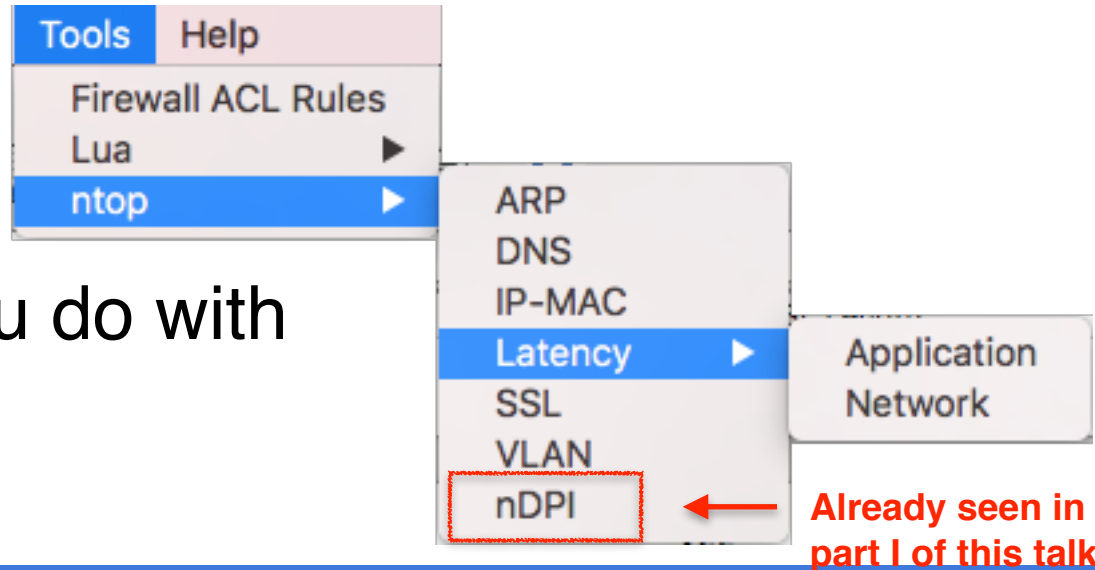 Tools Help
Firewall ACL Rules
Lua
ntop
ARP
DNS
IP-MAC
Latency
SSL
VLAN
nDPI
Application
Network
u do with
Already seen in
part I of this talk